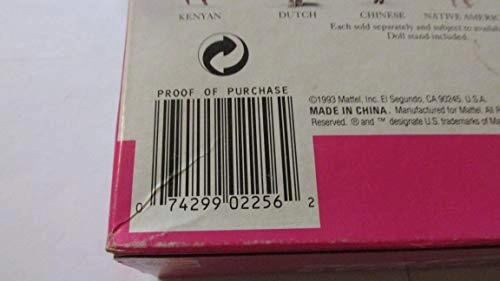 KENYAN DUTCH CHINESE NATIVE AMERIC
Each sold separately and subject to availa
Doll stand included.
PROOF OF PURCHASE
©1993 Mattel, Inc. El Segundo, CA 90245. U.S.A.
MADE IN CHINA. Manufactured for Mattel. All R
Reserved. ® and ™ designate U.S. trademarks of Ma
0 74299 02256 2